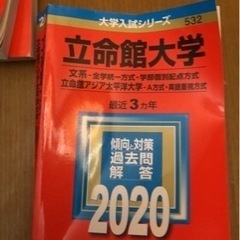 大学入試シリーズ
532
立命館大学
文系-全学統一方式・学部個別配点方式
立命館アジア太平洋大学-A方式・英語重視方式
最近3カ年
傾向と対策
過去問
解答
2020